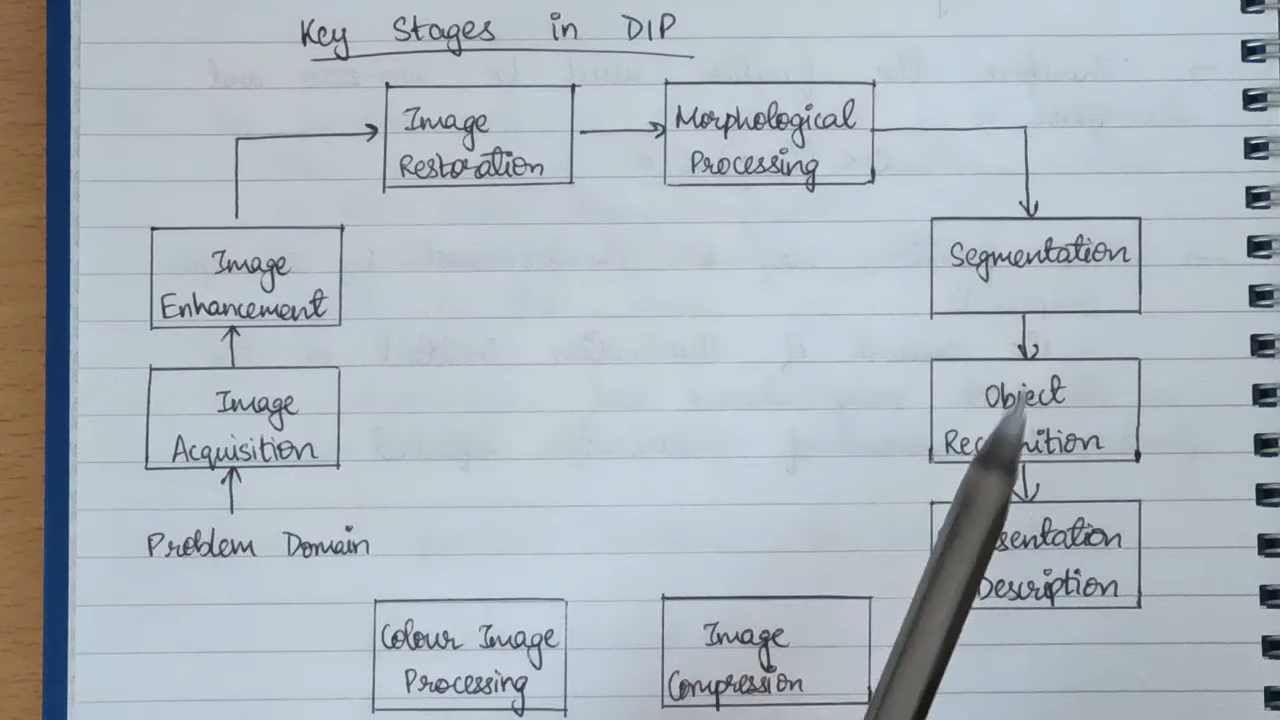 Key Stages in DIP
Image
Restoration
Morphological
Processing
Image
Enhancement
Segmentation
Image
Acquisition
Object
Problem Domain
Description
Colour Image
Processing
Image
Compression